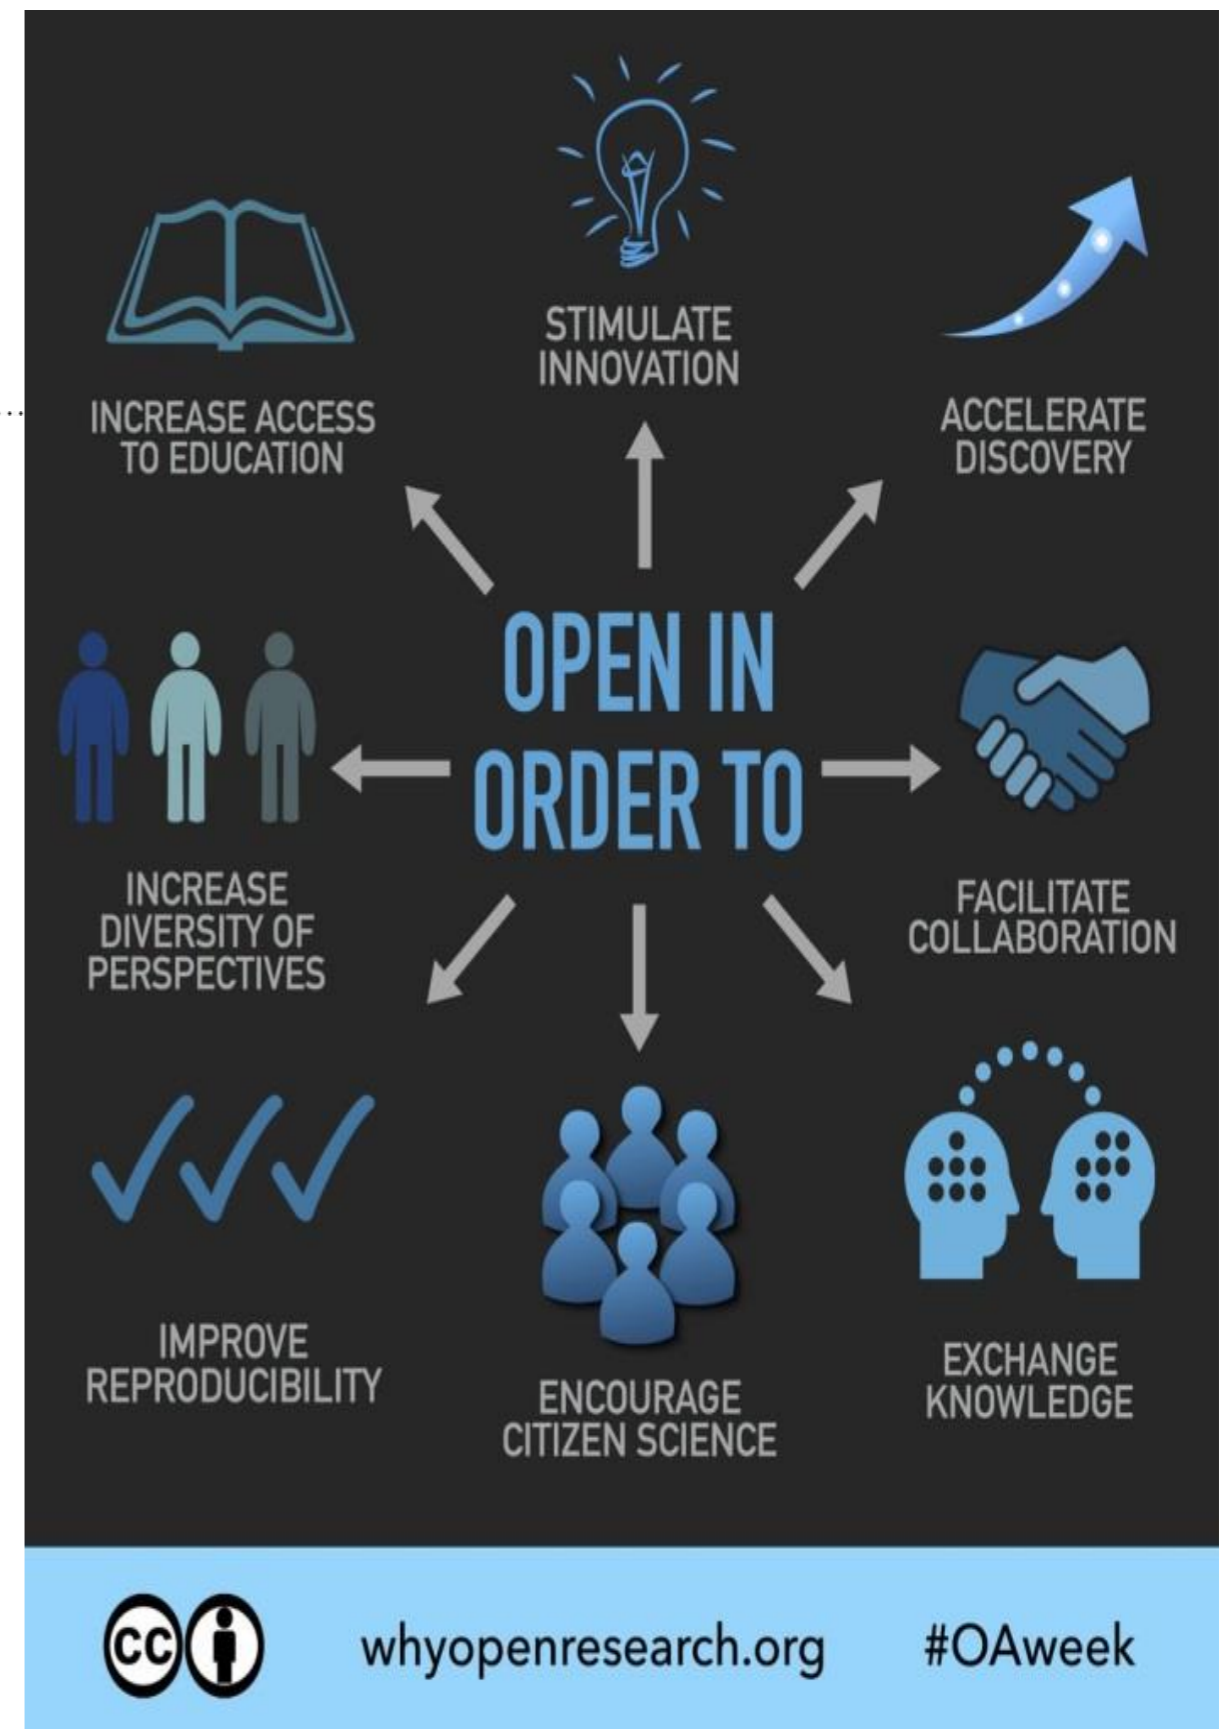 STIMULATE
INNOVATION
INCREASE ACCESS
TO EDUCATION
ACCELERATE
DISCOVERY
OPEN IN
ORDER TO
INCREASE
DIVERSITY OF
PERSPECTIVES
FACILITATE
COLLABORATION
IMPROVE
REPRODUCIBILITY
ENCOURAGE
CITIZEN SCIENCE
EXCHANGE
KNOWLEDGE
cc
whyopenresearch.org
#OAweek